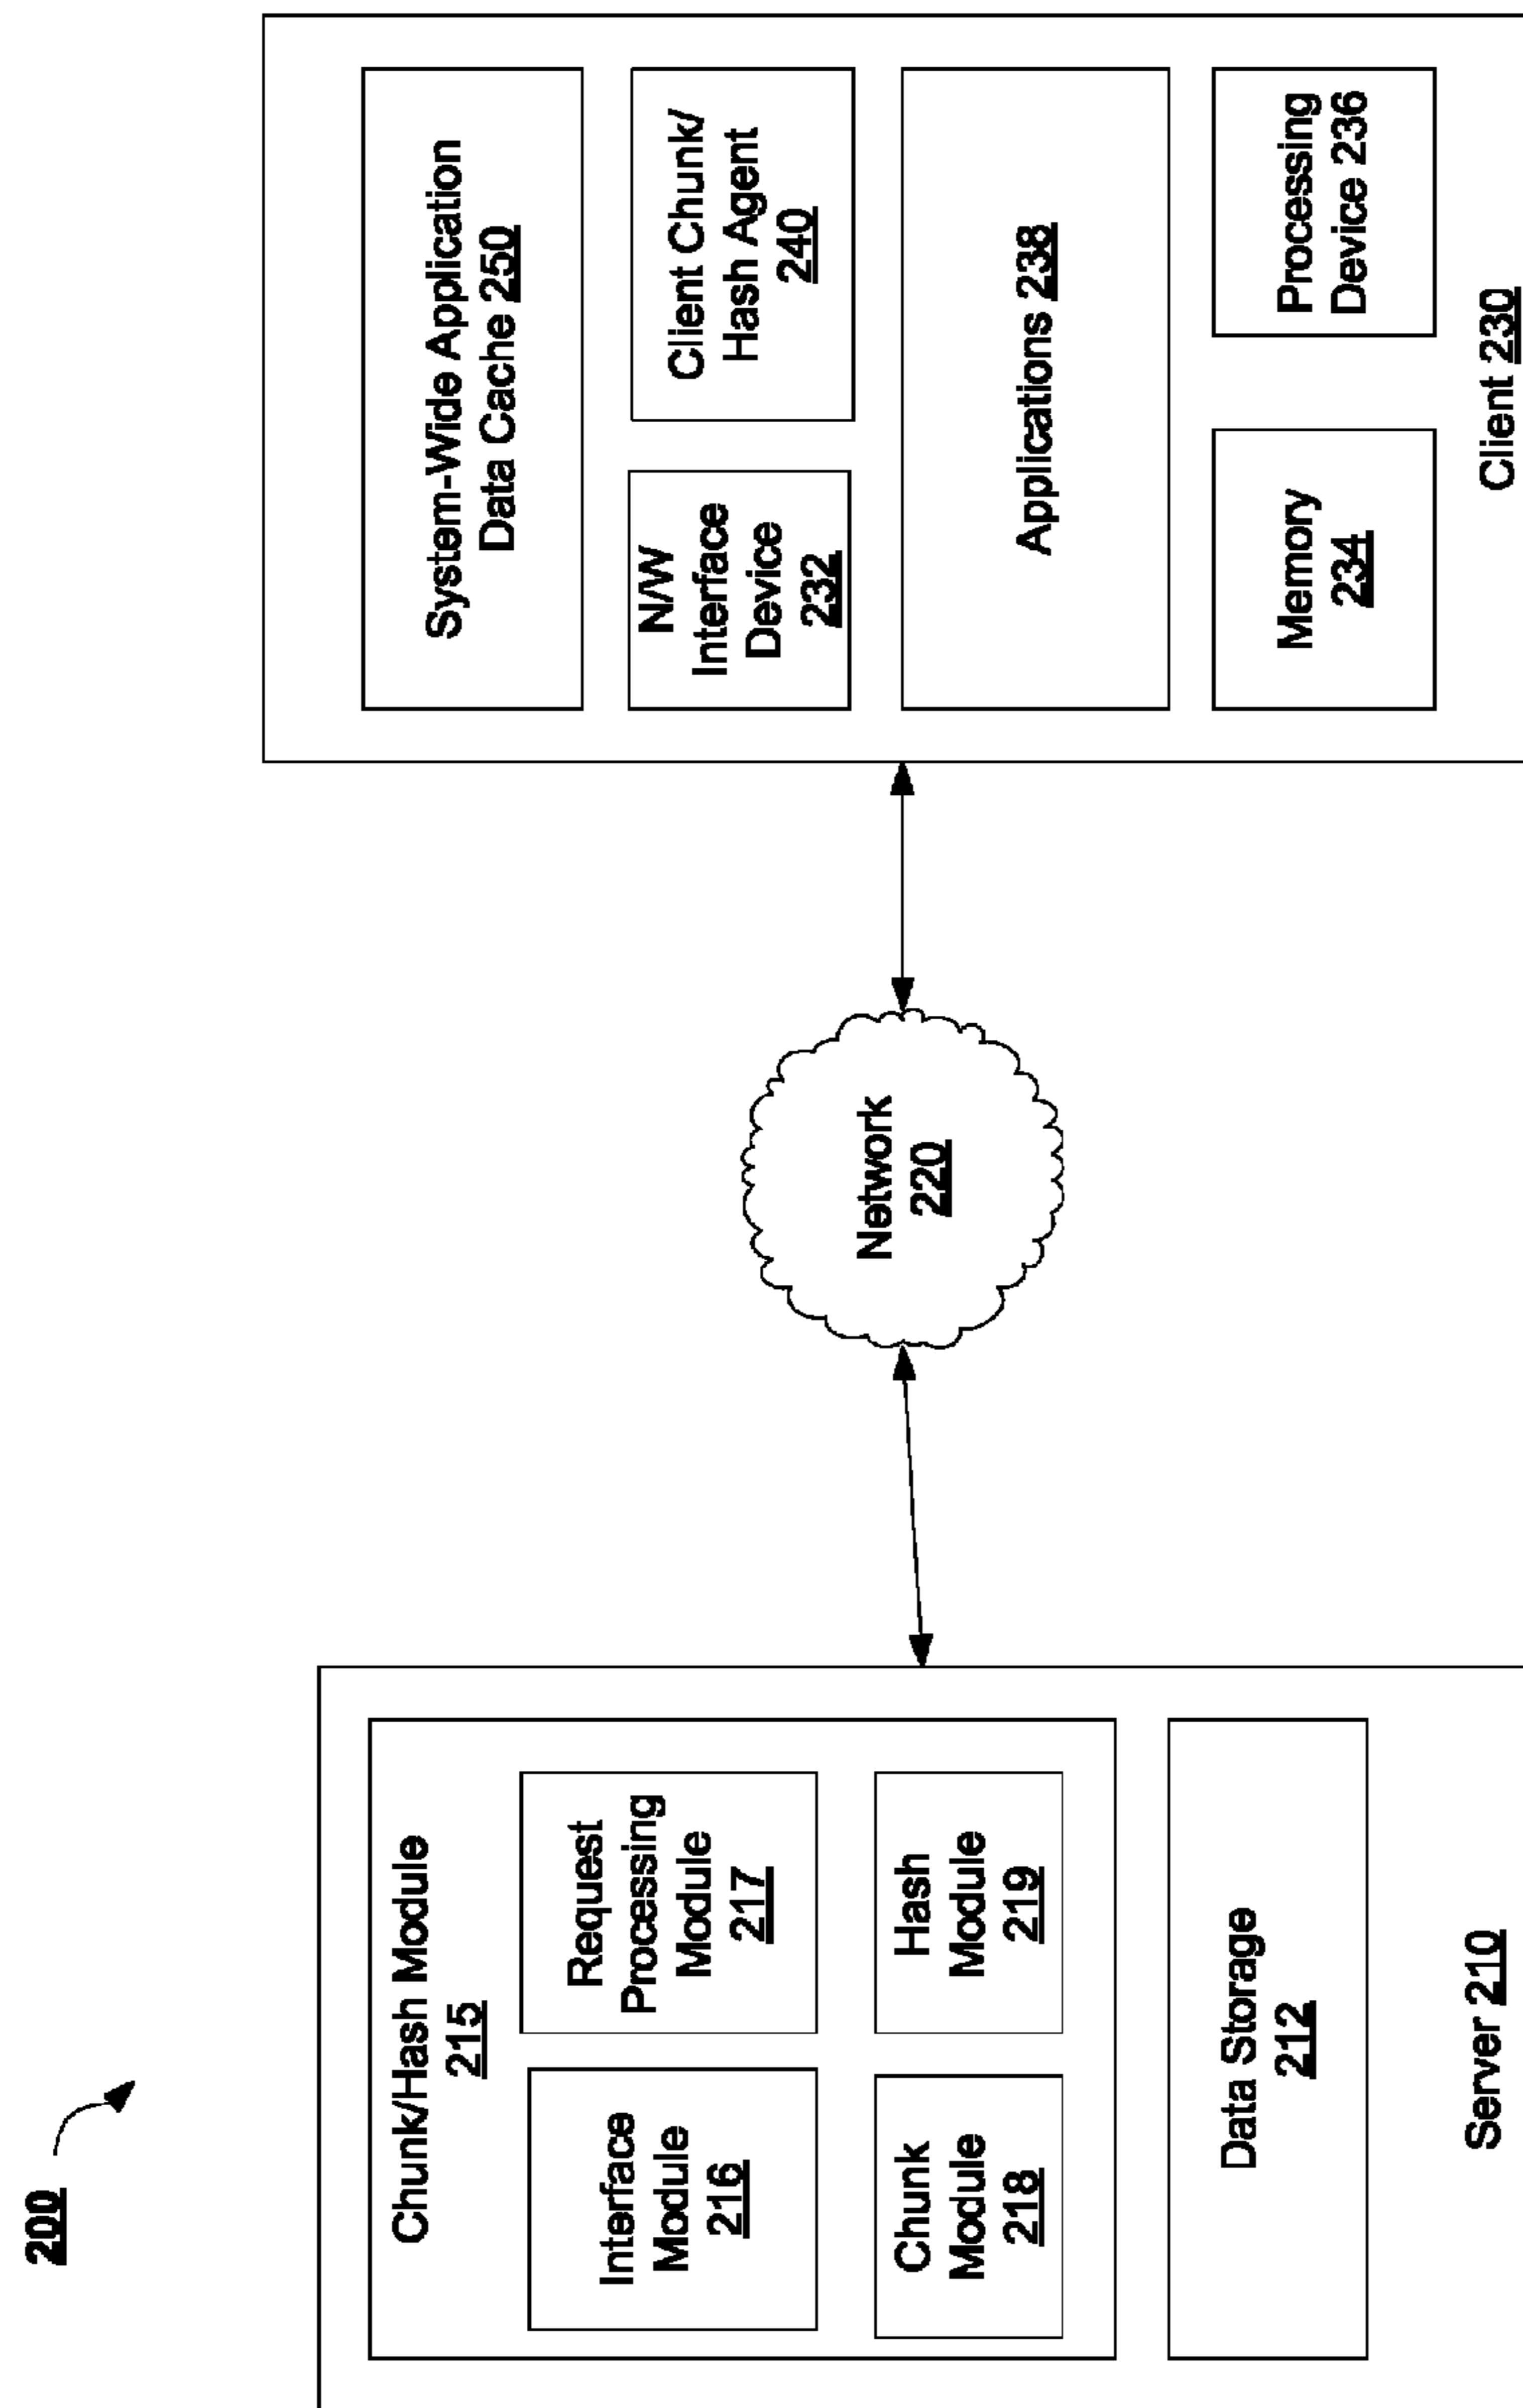 200
Chunk/Hash Module
215
Interface
Module
216
Request
Processing
Module
217
Chunk
Module
218
Hash
Module
219
Data Storage
212
Server 210
Network
220
System-Wide Application
Data Cache 250
N/W
Interface
Device
232
Client Chunk/
Hash Agent
240
Applications 238
Memory
234
Processing
Device 236
Client 230